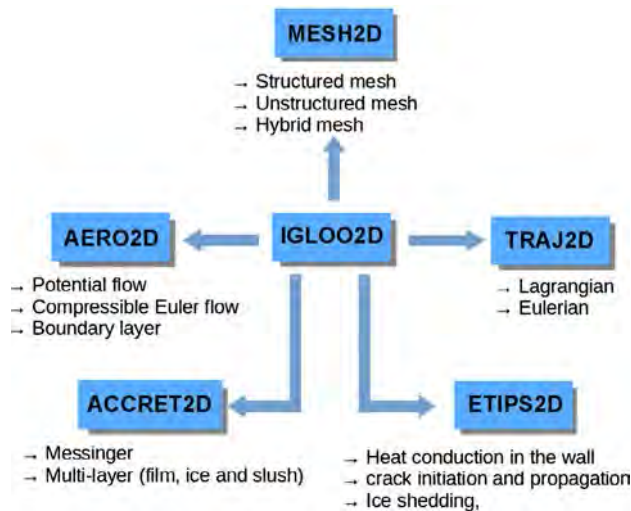 MESH2D
→ Structured mesh
→ Unstructured mesh
→ Hybrid mesh
AERO2D
IGLOO2D
TRAJ2D
→ Potential flow
→ Compressible Euler flow
→ Boundary layer
→ Lagrangian
→ Eulerian
ACCRET2D
ETIPS2D
→ Messinger
→ Multi-layer (film, ice and slush)
→ Heat conduction in the wall
→ crack initiation and propagation
→ Ice shedding,